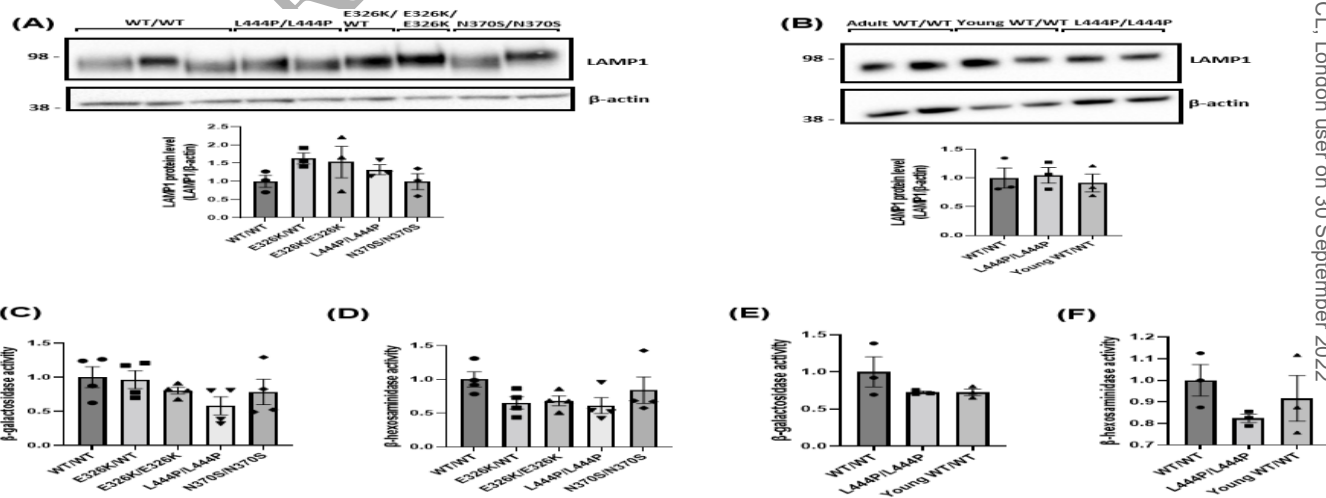 (A)
WT/WT L444P/L444P E326K/WT E326K/E326K N370S/N370S
98 - LAMP1
38 - β-actin
LAMP1 protein level
(LAMP1/β-actin)
2.5
2.0
1.5
1.0
0.5
0.0
WT/WT
E326K/WT
E326K/E326K
L444P/L444P
N370S/N370S
(B)
Adult WT/WT Young WT/WT L444P/L444P
98 - LAMP1
38 - β-actin
LAMP1 protein level
(LAMP1/β-actin)
1.5
1.0
0.5
0.0
WT/WT
L444P/L444P
Young WT/WT
(C)
β-galactosidase activity
1.5
1.0
0.5
0.0
WT/WT
E326K/WT
E326K/E326K
L444P/L444P
N370S/N370S
(D)
β-hexosaminidase activity
1.5
1.0
0.5
0.0
WT/WT
E326K/WT
E326K/E326K
L444P/L444P
N370S/N370S
(E)
β-galactosidase activity
1.5
1.0
0.5
0.0
WT/WT
L444P/L444P
Young WT/WT
(F)
β-hexosaminidase activity
1.2
1.1
1.0
0.9
0.8
0.7
WT/WT
L444P/L444P
Young WT/WT
CL, London user on 30 September 2022